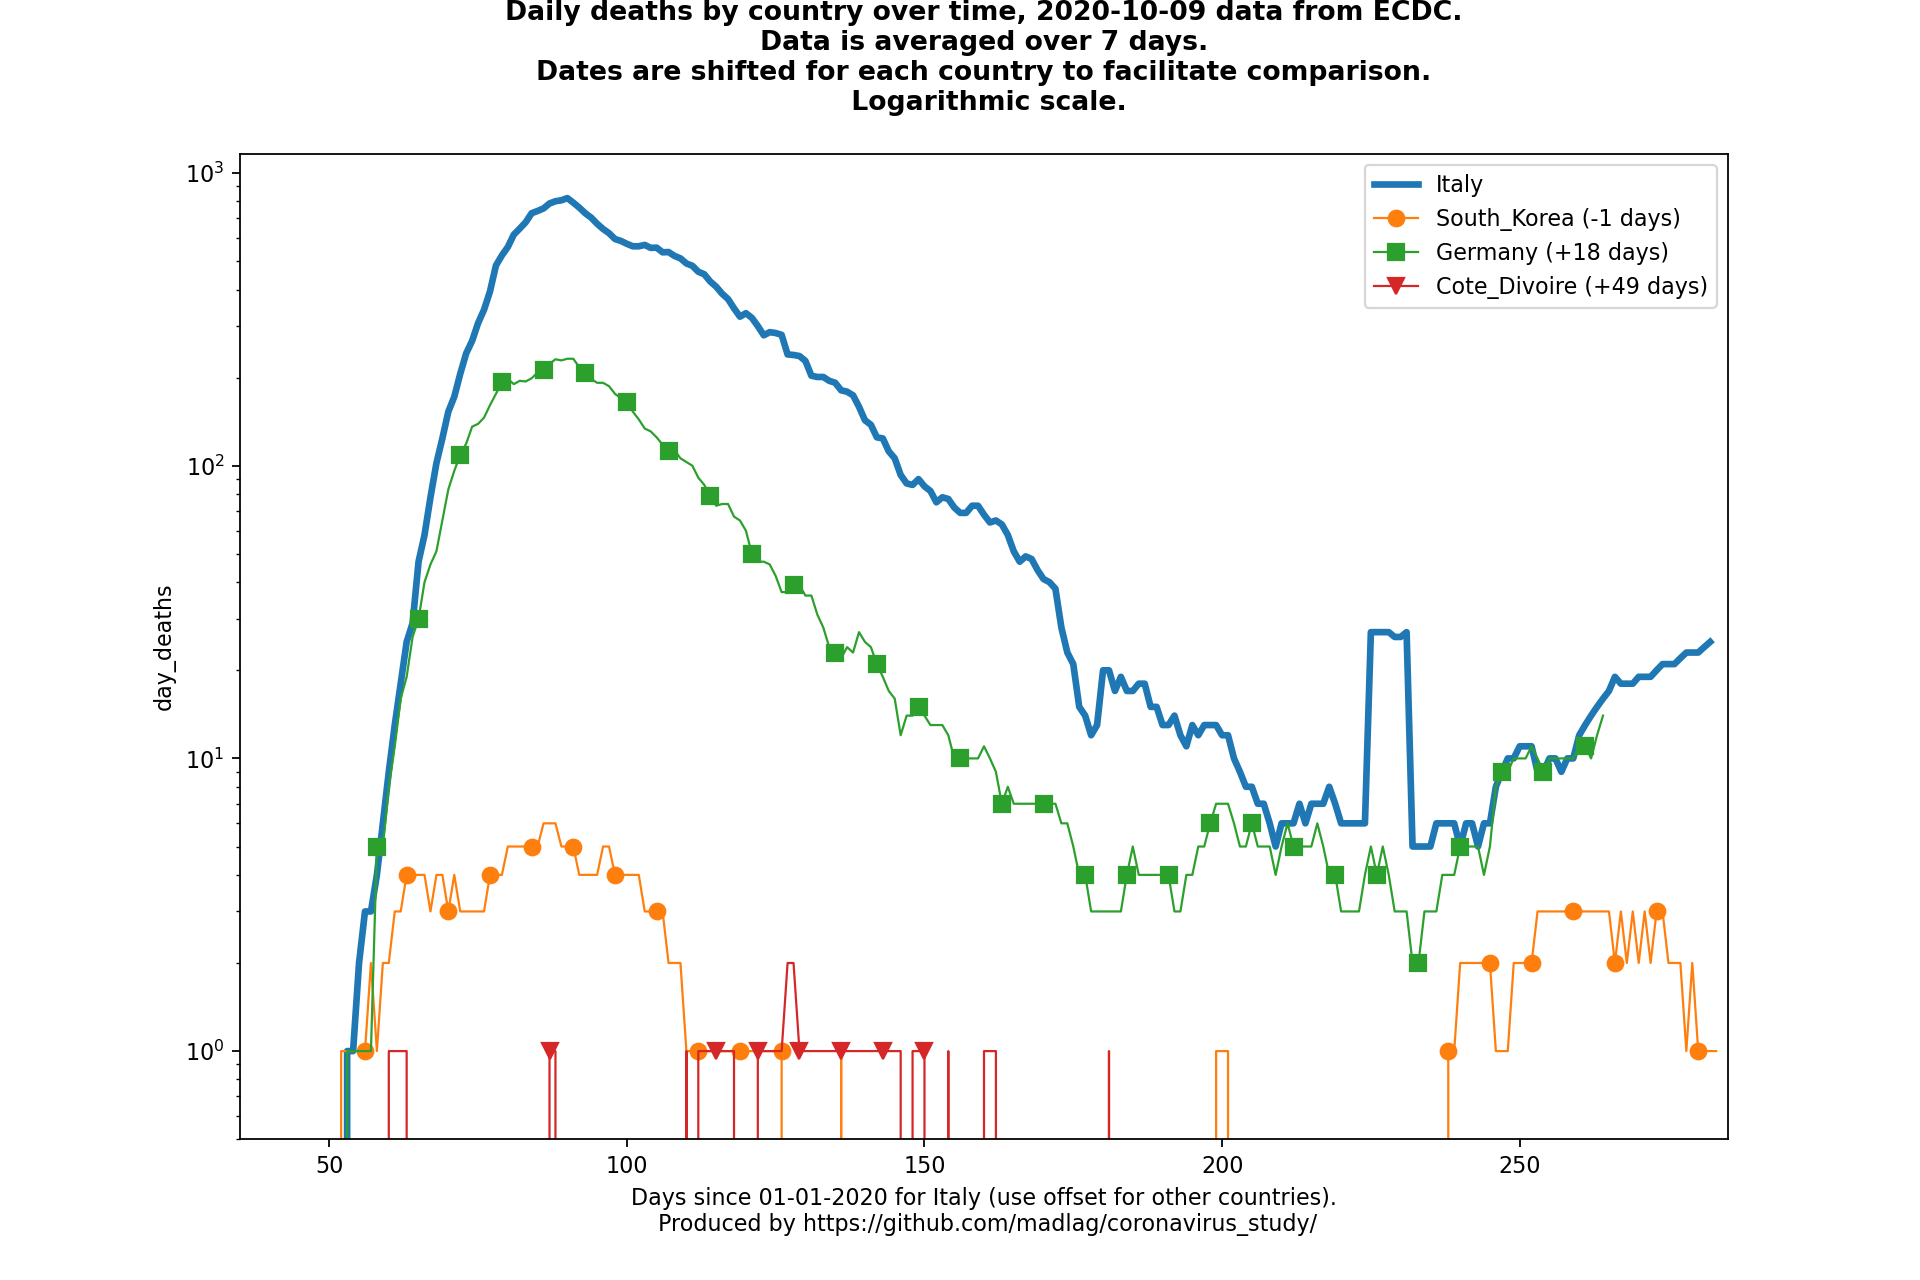 Daily deaths by country over time, 2020-10-09 data from ECDC.
Data is averaged over 7 days.
Dates are shifted for each country to facilitate comparison.
Logarithmic scale.
10³
10²
10¹
10⁰
day_deaths
Italy
South_Korea (-1 days)
Germany (+18 days)
Cote_Divoire (+49 days)
50 100 150 200 250
Days since 01-01-2020 for Italy (use offset for other countries).
Produced by https://github.com/madlag/coronavirus_study/